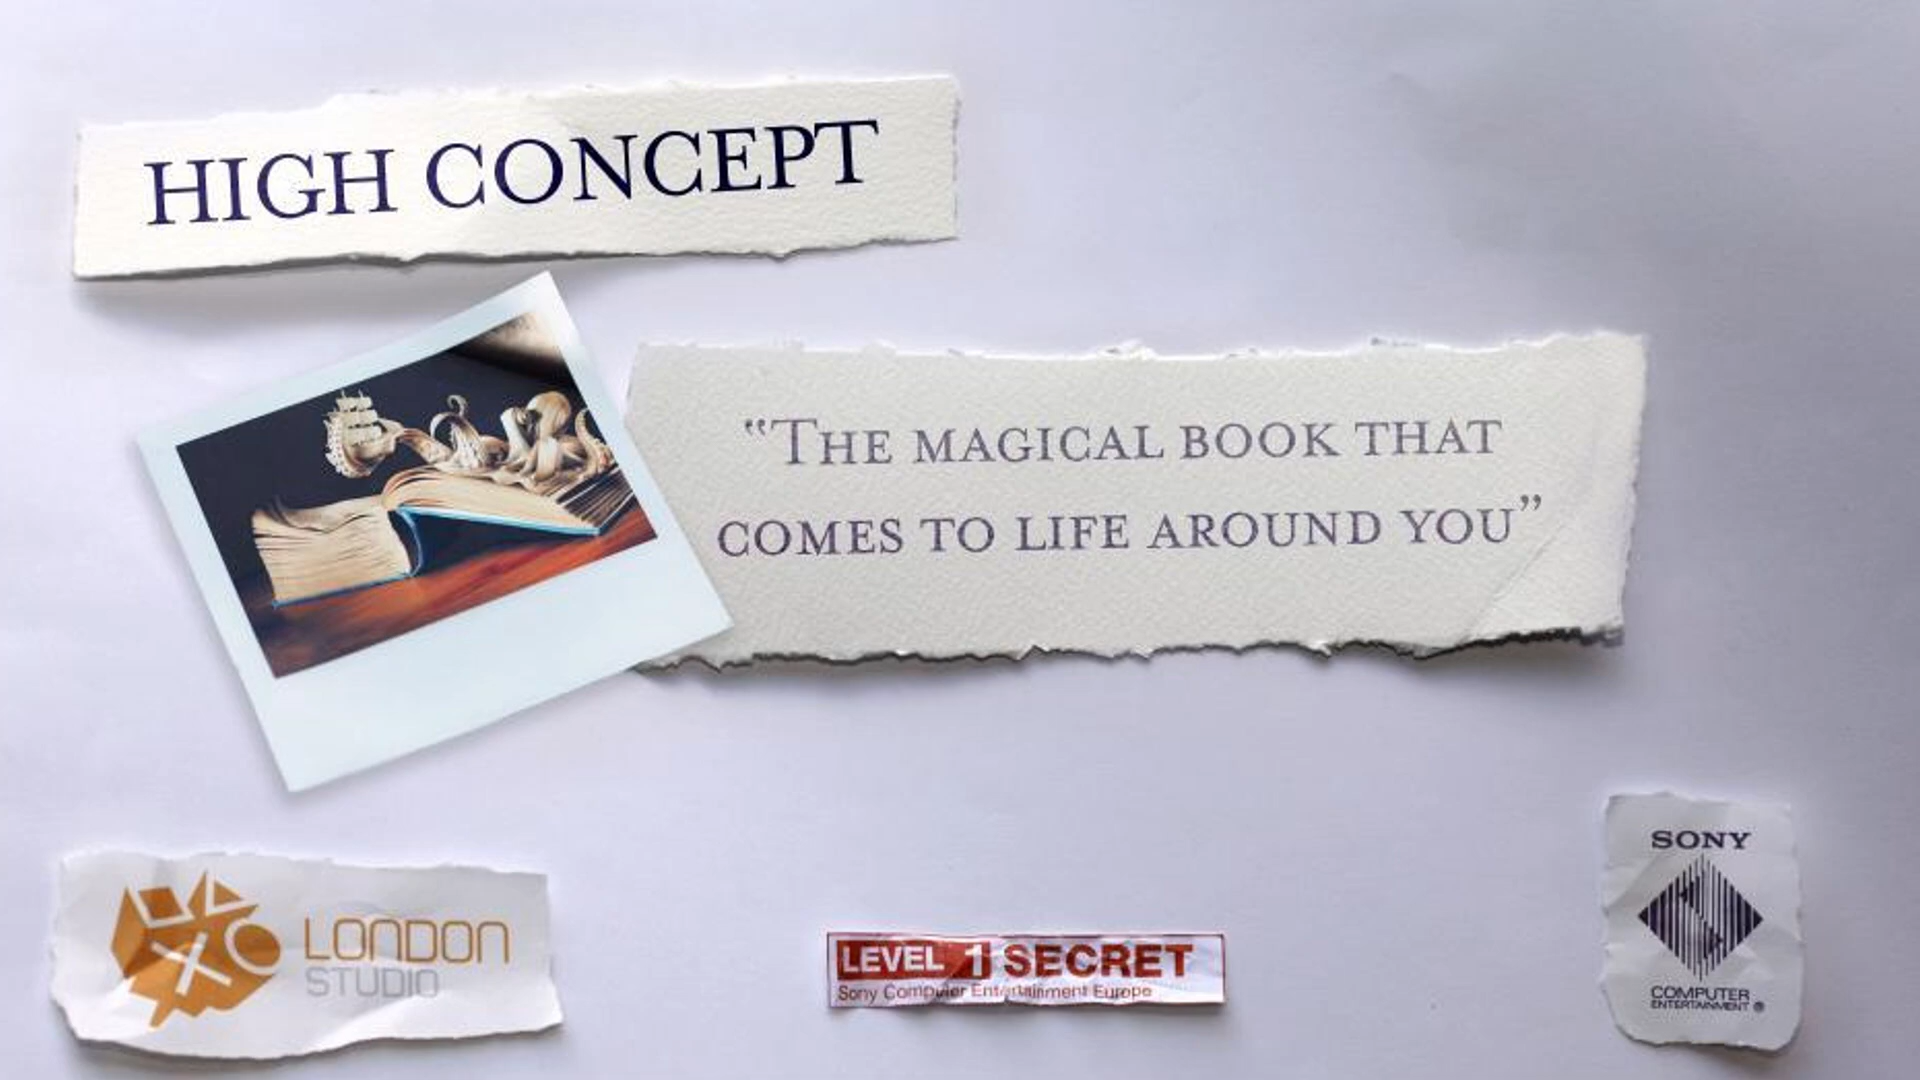 HIGH CONCEPT
“The magical book that
comes to life around you”
LONDON
STUDIO
LEVEL 1 SECRET
Sony Computer Entertainment Europe
SONY
COMPUTER
ENTERTAINMENT ®